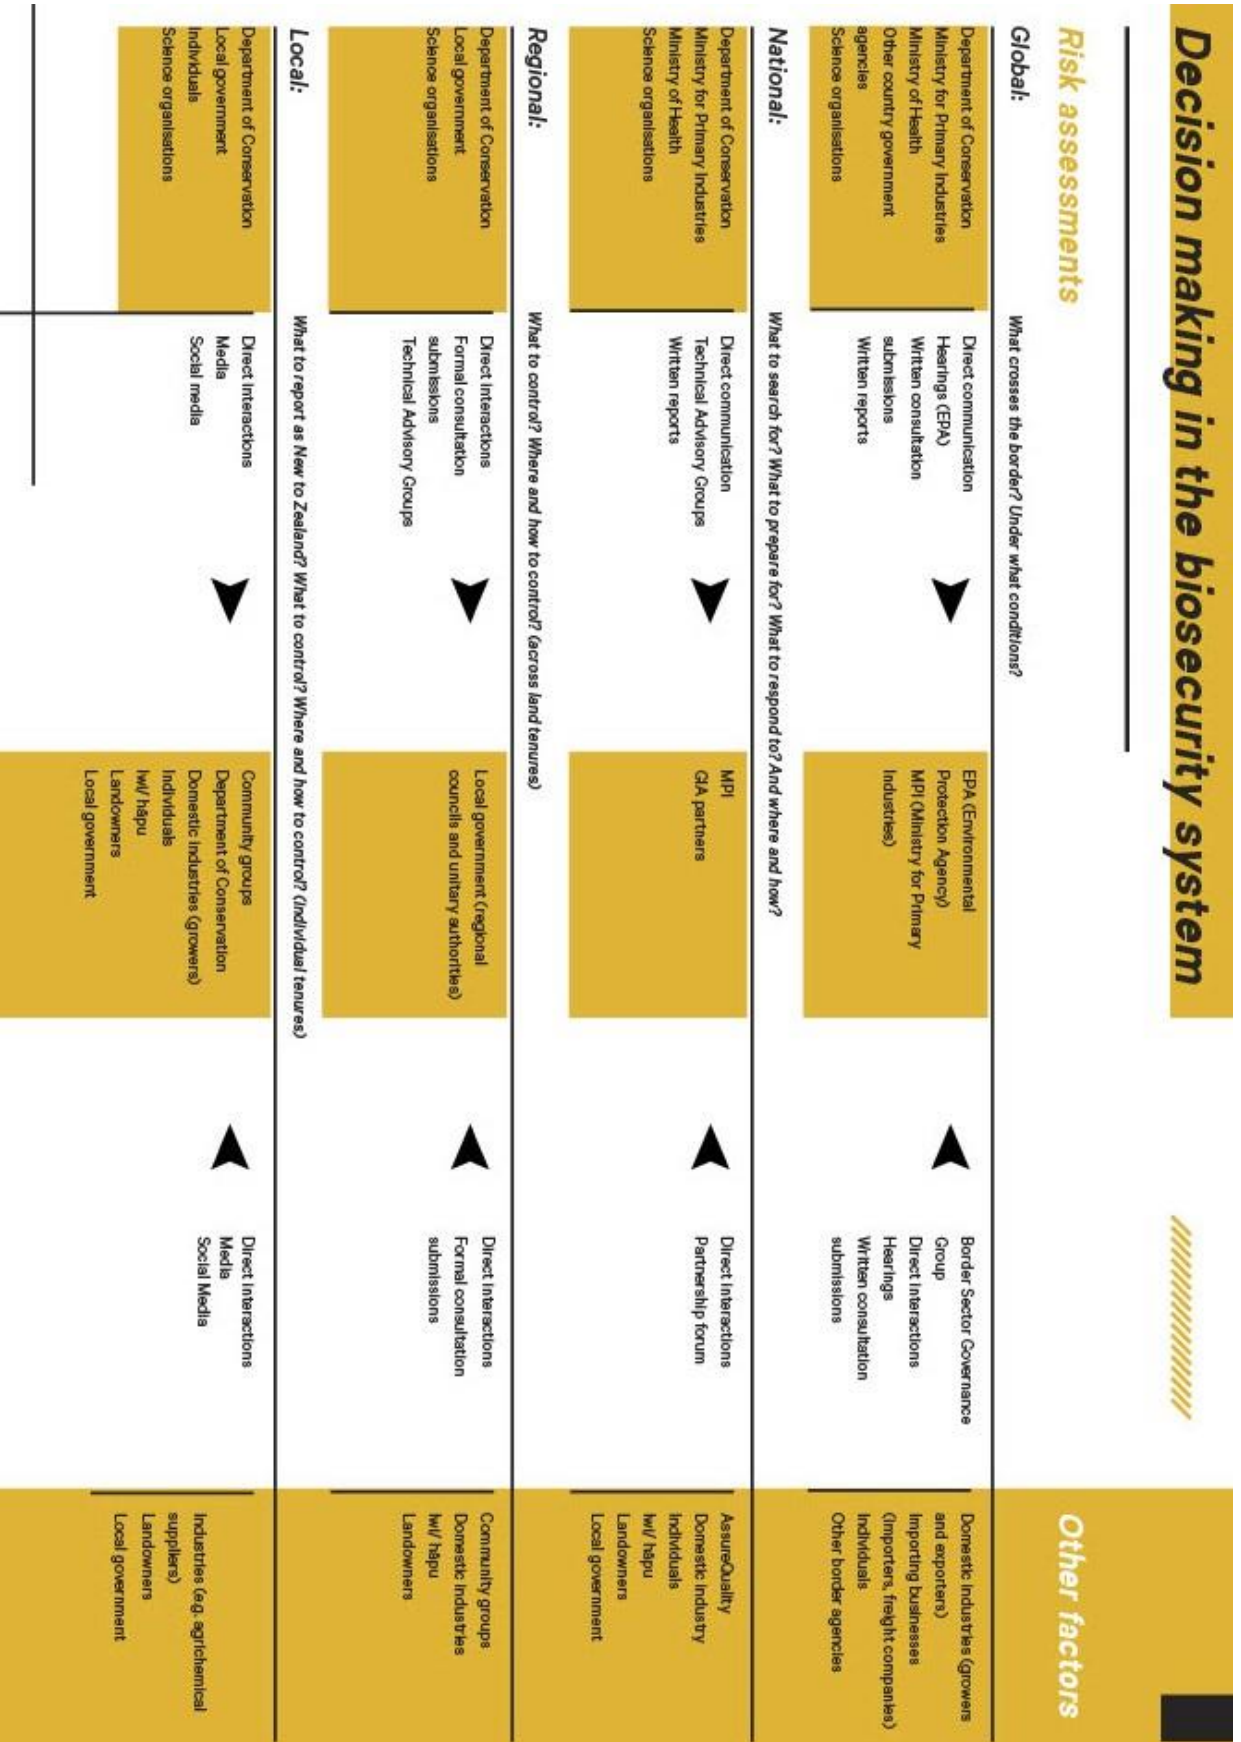 Decision making in the biosecurity system
Risk assessments
Other factors
Global:
What crosses the border? Under what conditions?
Department of Conservation
Ministry for Primary Industries
Ministry of Health
Other country government
agencies
Science organisations
Direct communication
Hearings (EPA)
Written consultation
submissions
Written reports
EPA (Environmental
Protection Agency)
MPI (Ministry for Primary
Industries)
Border Sector Governance
Group
Direct interactions
Hearings
Written consultation
submissions
Domestic industries (growers
and exporters)
Importing businesses
(importers, freight companies)
Individuals
Other border agencies
National:
What to search for? What to prepare for? What to respond to? And where and how?
Department of Conservation
Ministry for Primary Industries
Ministry of Health
Science organisations
Direct communication
Technical Advisory Groups
Written reports
MPI
GIA partners
Direct interactions
Partnership forum
AssureQuality
Domestic industry
Individuals
Iwi/ hāpu
Landowners
Local government
Regional:
What to control? Where and how to control? (across land tenures)
Department of Conservation
Local government
Science organisations
Direct interactions
Formal consultation
submissions
Technical Advisory Groups
Local government (regional
councils and unitary authorities)
Direct interactions
Formal consultation
submissions
Community groups
Domestic industries
Iwi/ hāpu
Landowners
Local:
What to report as New to Zealand? What to control? Where and how to control? (individual tenures)
Department of Conservation
Local government
Individuals
Science organisations
Direct interactions
Media
Social media
Community groups
Department of Conservation
Domestic industries (growers)
Individuals
Iwi/ hāpu
Landowners
Local government
Direct interactions
Media
Social Media
Industries (e.g. agrichemical
suppliers)
Landowners
Local government